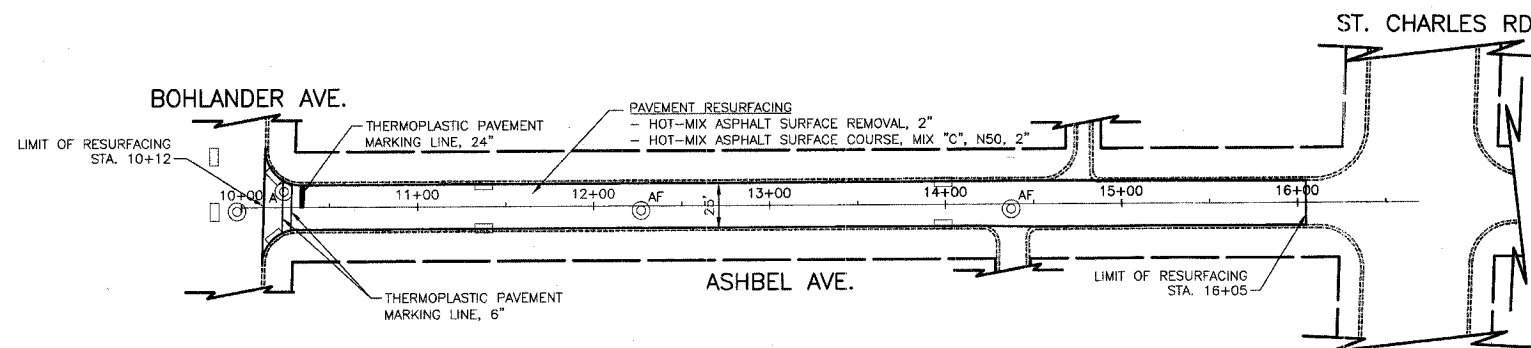 ST. CHARLES RD
BOHLANDER AVE.
LIMIT OF RESURFACING
STA. 10+12
THERMOPLASTIC PAVEMENT
MARKING LINE, 24"
PAVEMENT RESURFACING
- HOT-MIX ASPHALT SURFACE REMOVAL, 2"
- HOT-MIX ASPHALT SURFACE COURSE, MIX "C", N50, 2"
10+00
A
11+00
12+00
AF
25'
13+00
14+00
AF
15+00
16+00
THERMOPLASTIC PAVEMENT
MARKING LINE, 6"
ASHBEL AVE.
LIMIT OF RESURFACING
STA. 16+05